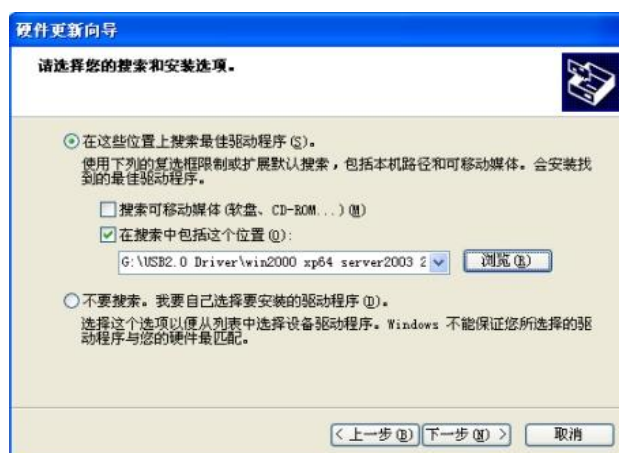 硬件更新向导
请选择您的搜索和安装选项。
在这些位置上搜索最佳驱动程序(S)。
使用下列的复选框限制或扩展默认搜索，包括本机路径和可移动媒体。会安装找
到的最佳驱动程序。
搜索可移动媒体(软盘、CD-ROM...)(M)
在搜索中包括这个位置(O):
G:\USB2.0 Driver\win2000 xp64 server2003 2
浏览(R)
不要搜索。我要自己选择要安装的驱动程序(D)。
选择这个选项以便从列表中选择设备驱动程序。Windows 不能保证您所选择的驱
动程序与您的硬件最匹配。
<上一步(B) 下一步(N)> 取消